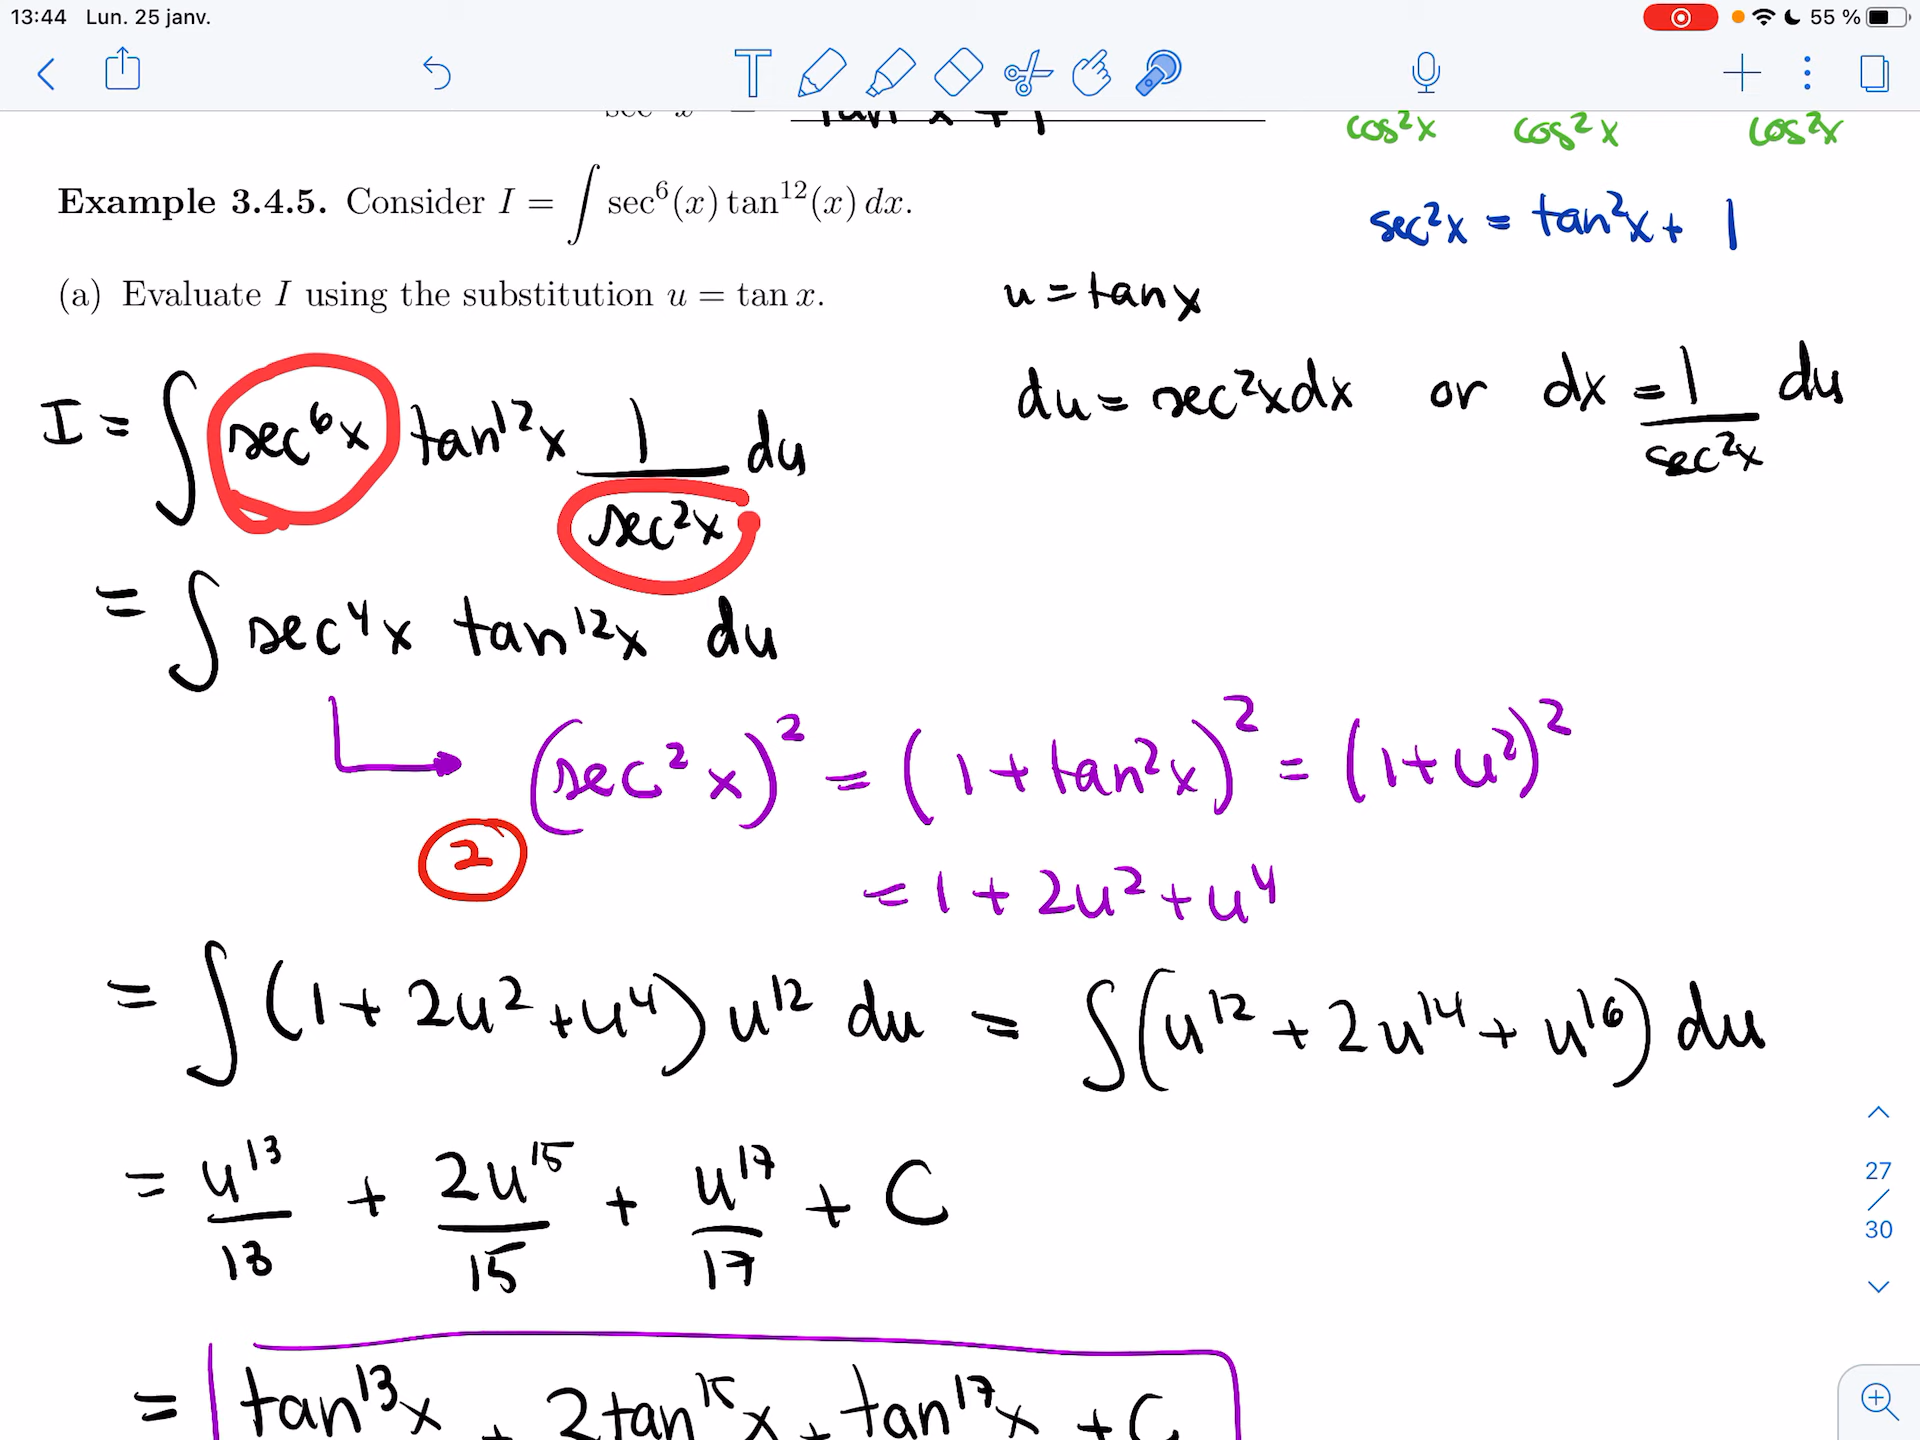 13:44 Lun. 25 janv. 55 %
T
cos²x cos²x cos²x
Example 3.4.5. Consider I = ∫ sec⁶(x) tan¹²(x) dx.
sec²x = tan²x + 1
(a) Evaluate I using the substitution u = tan x.
u = tanx
du = sec²xdx or dx = 1/sec²x du
I = ∫ sec⁶x tan¹²x 1/sec²x du
= ∫ sec⁴x tan¹²x du
(sec²x)² = (1 + tan²x)² = (1+u²)²
2
= 1 + 2u² + u⁴
= ∫ (1 + 2u² + u⁴) u¹² du = ∫(u¹² + 2u¹⁴ + u¹⁶) du
= u¹³/13 + 2u¹⁵/15 + u¹⁷/17 + C
27
/
30
= tan¹³x + 2tan¹⁵x + tan¹⁷x + C